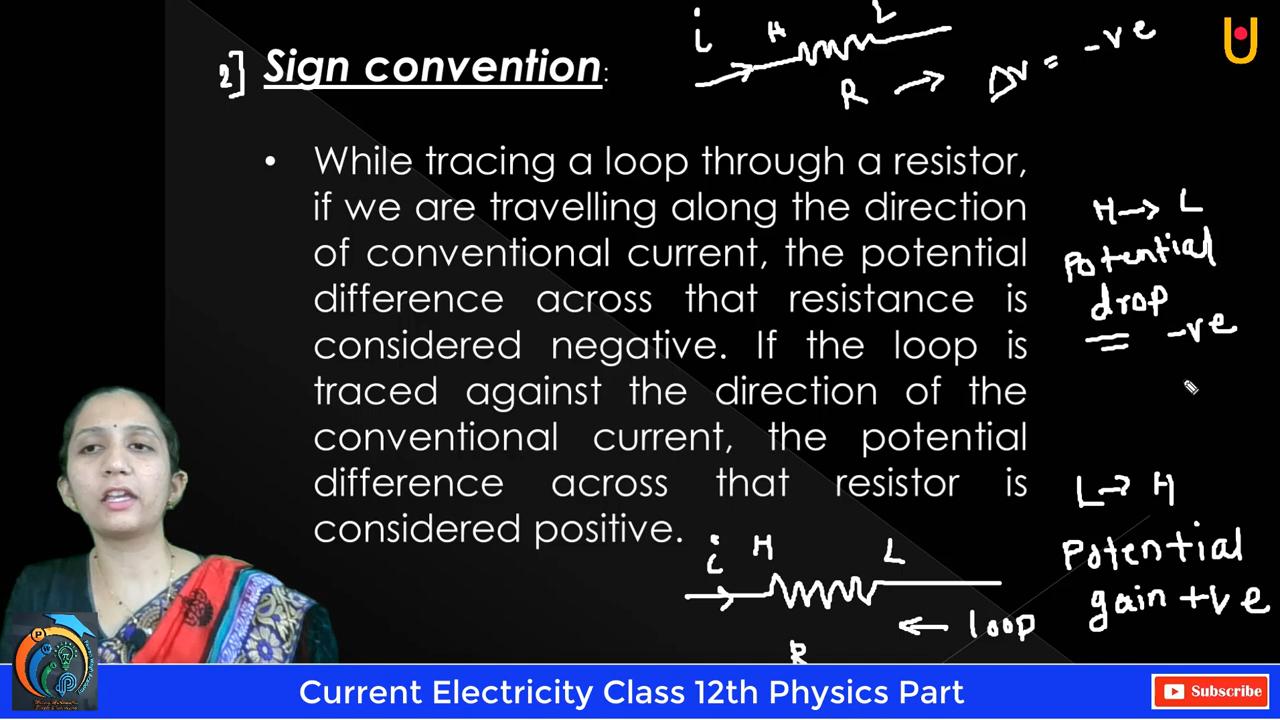 i H L
R → ΔV = -ve
2] Sign convention:
• While tracing a loop through a resistor,
if we are travelling along the direction
of conventional current, the potential
difference across that resistance is
considered negative. If the loop is
traced against the direction of the
conventional current, the potential
difference across that resistor is
considered positive.
H → L
Potential
drop
-ve
L → H
Potential
gain +ve
i H L
← loop
R
Current Electricity Class 12th Physics Part
Subscribe